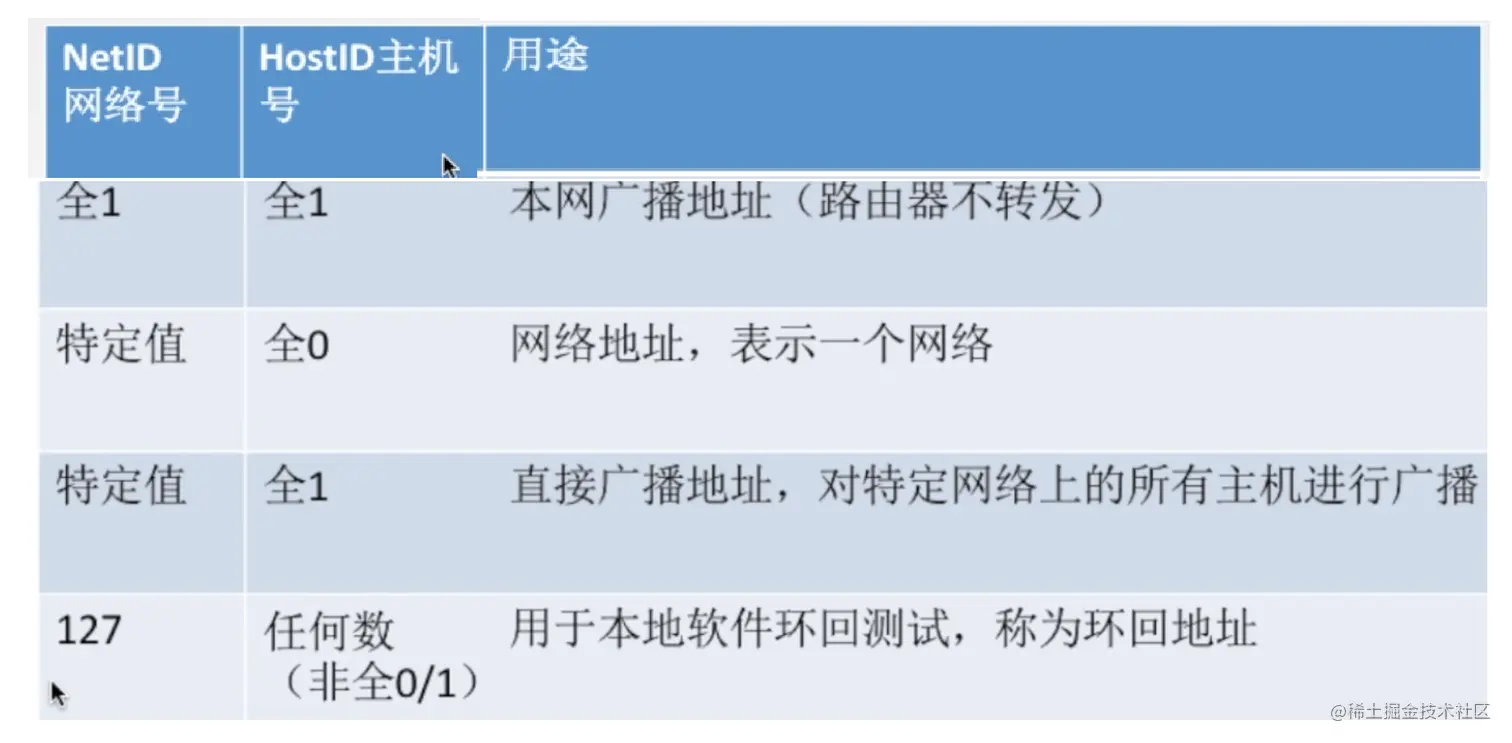 NetID
网络号
HostID主机
号
用途
全1
全1
本网广播地址（路由器不转发）
特定值
全0
网络地址，表示一个网络
特定值
全1
直接广播地址，对特定网络上的所有主机进行广播
127
任何数
（非全0/1）
用于本地软件环回测试，称为环回地址
@稀土掘金技术社区